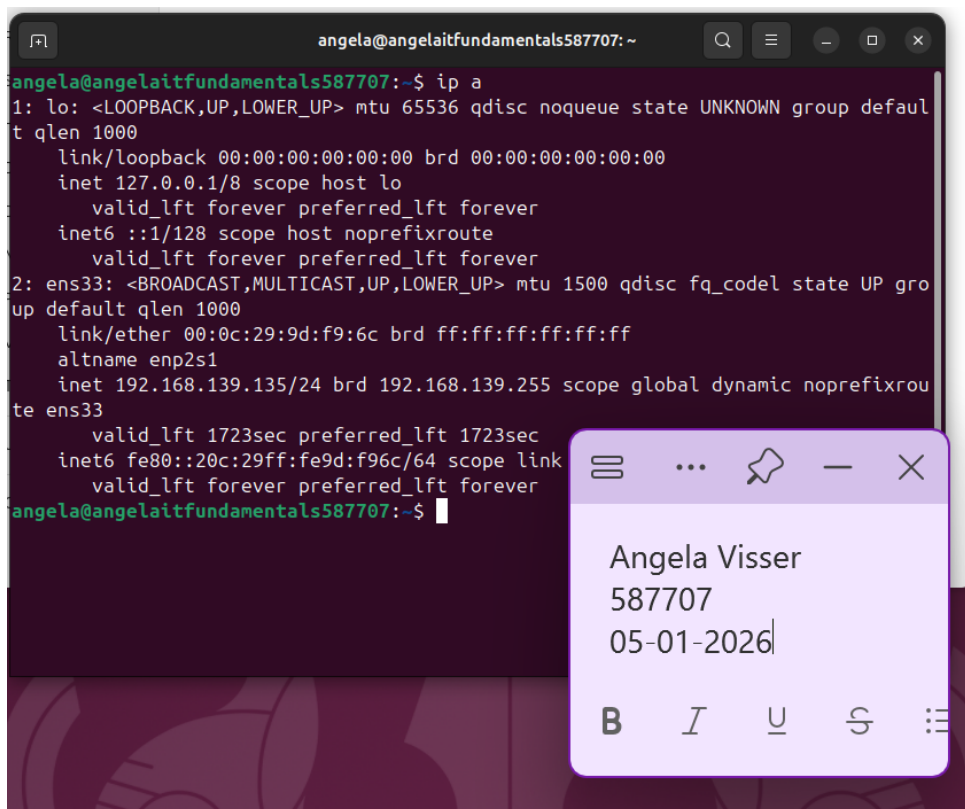 angela@angelaitfundamentals587707: ~
angela@angelaitfundamentals587707:~$ ip a
1: lo: <LOOPBACK,UP,LOWER_UP> mtu 65536 qdisc noqueue state UNKNOWN group defaul
t qlen 1000
    link/loopback 00:00:00:00:00:00 brd 00:00:00:00:00:00
    inet 127.0.0.1/8 scope host lo
       valid_lft forever preferred_lft forever
    inet6 ::1/128 scope host noprefixroute
       valid_lft forever preferred_lft forever
2: ens33: <BROADCAST,MULTICAST,UP,LOWER_UP> mtu 1500 qdisc fq_codel state UP gro
up default qlen 1000
    link/ether 00:0c:29:9d:f9:6c brd ff:ff:ff:ff:ff:ff
    altname enp2s1
    inet 192.168.139.135/24 brd 192.168.139.255 scope global dynamic noprefixrou
te ens33
       valid_lft 1723sec preferred_lft 1723sec
    inet6 fe80::20c:29ff:fe9d:f96c/64 scope link
       valid_lft forever preferred_lft forever
angela@angelaitfundamentals587707:~$
Angela Visser
587707
05-01-2026
B I U S